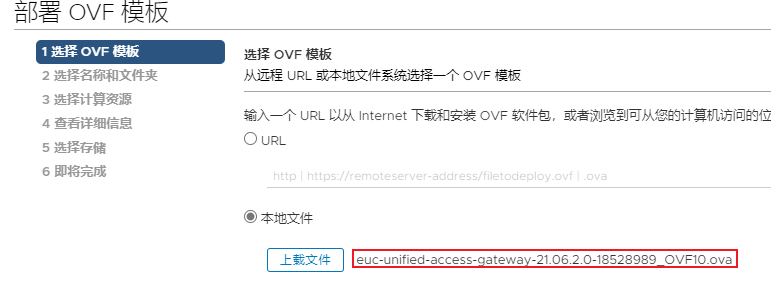 部署 OVF 模板
1 选择 OVF 模板
2 选择名称和文件夹
3 选择计算资源
4 查看详细信息
5 选择存储
6 即将完成
选择 OVF 模板
从远程 URL 或本地文件系统选择一个 OVF 模板
输入一个 URL 以从 Internet 下载和安装 OVF 软件包，或者浏览到可从您的计算机访问的位
URL
http | https://remoteserver-address/filetodeploy.ovf | .ova
本地文件
上载文件 euc-unified-access-gateway-21.06.2.0-18528989_OVF10.ova